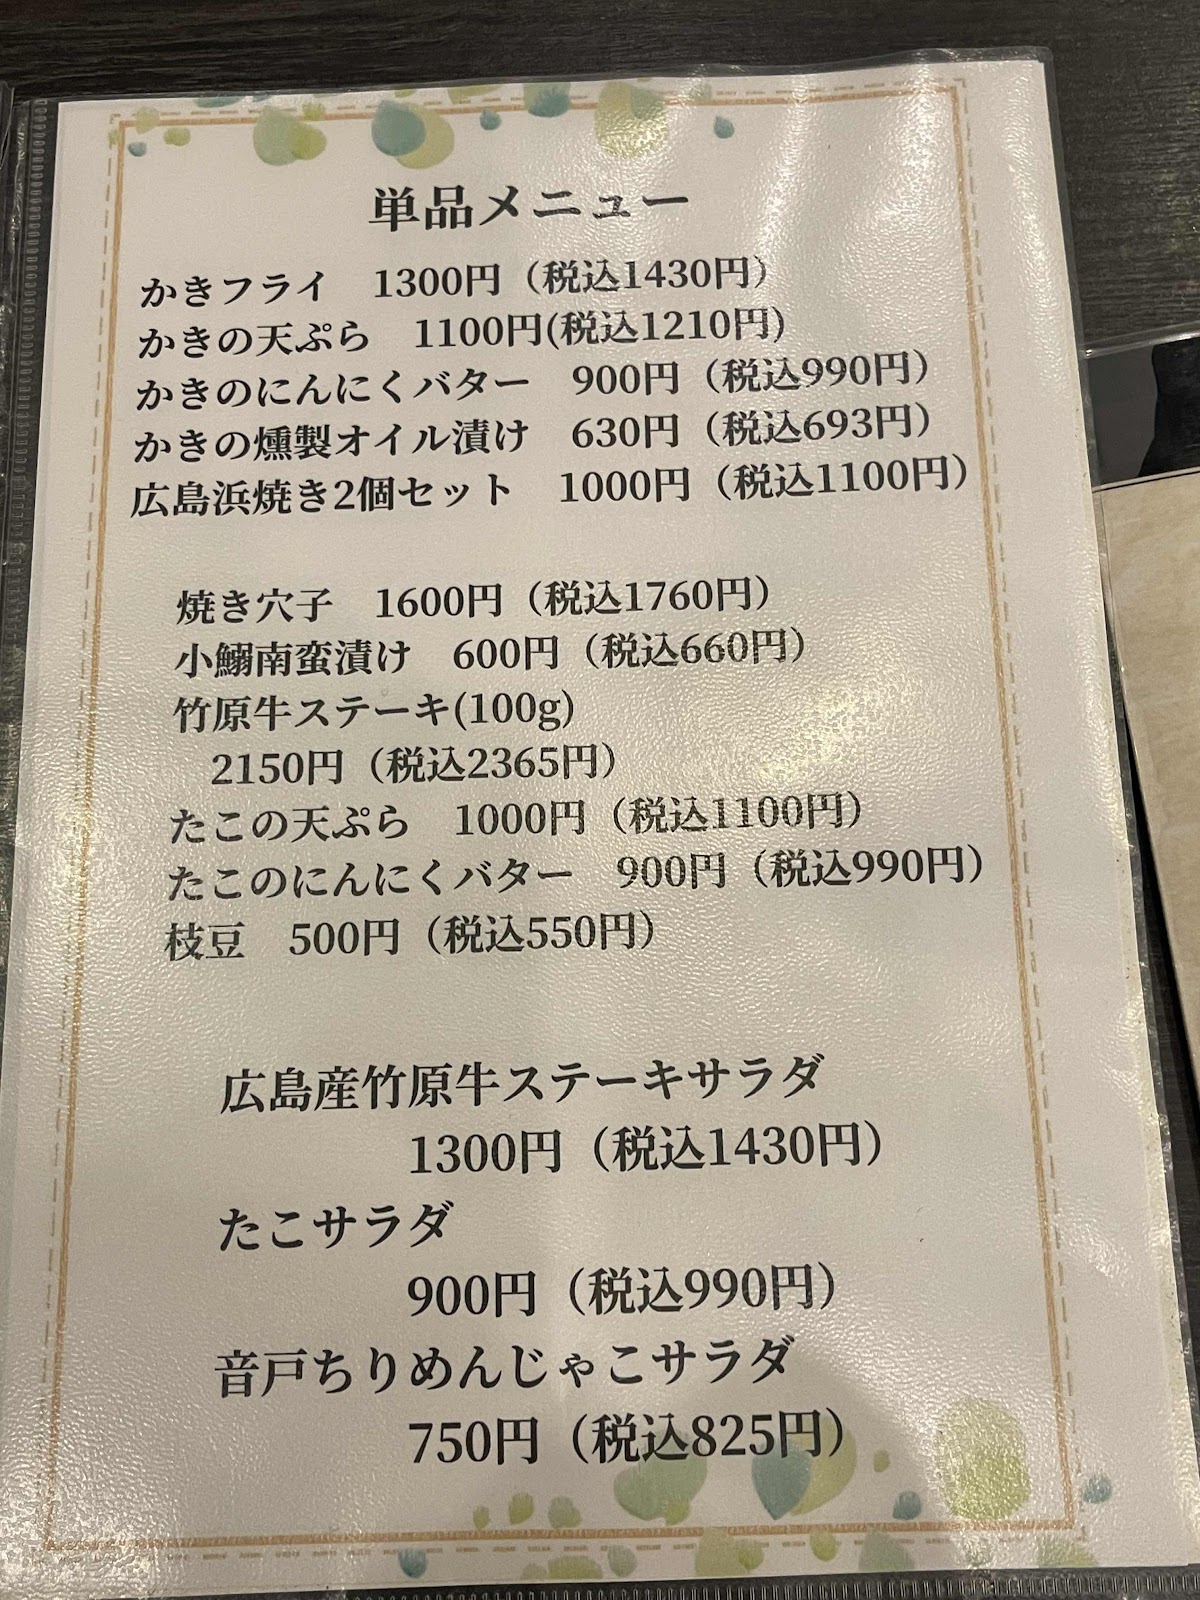 単品メニュー
かきフライ　1300円（税込1430円）
かきの天ぷら　1100円(税込1210円)
かきのにんにくバター　900円（税込990円）
かきの燻製オイル漬け　630円（税込693円）
広島浜焼き2個セット　1000円（税込1100円）
焼き穴子　1600円（税込1760円）
小鰯南蛮漬け　600円（税込660円）
竹原牛ステーキ(100g)
2150円（税込2365円）
たこの天ぷら　1000円（税込1100円）
たこのにんにくバター　900円（税込990円）
枝豆　500円（税込550円）
広島産竹原牛ステーキサラダ
1300円（税込1430円）
たこサラダ
900円（税込990円）
音戸ちりめんじゃこサラダ
750円（税込825円）